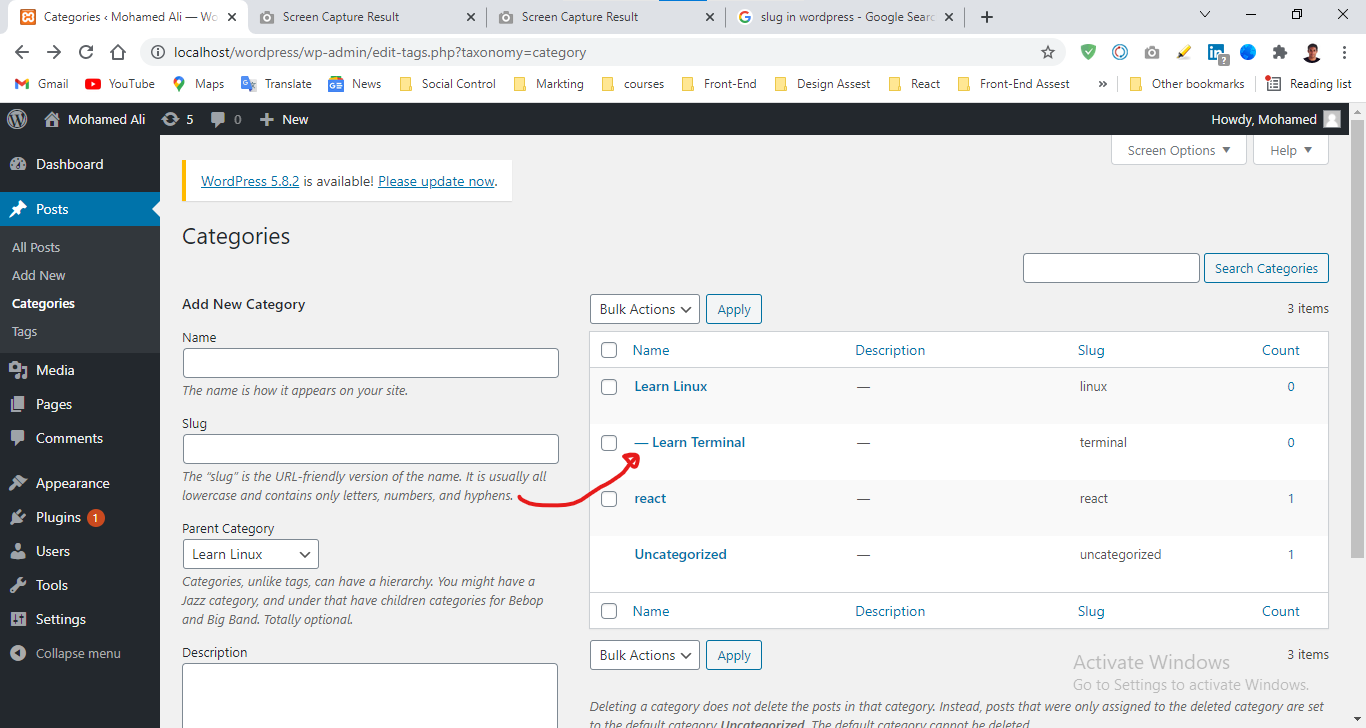 Categories ‹ Mohamed Ali — Wo
Screen Capture Result
Screen Capture Result
slug in wordpress - Google Searc
localhost/wordpress/wp-admin/edit-tags.php?taxonomy=category
Gmail YouTube Maps Translate News Social Control Markting courses Front-End Design Assest React Front-End Assest » Other bookmarks Reading list
Mohamed Ali 5 0 New Howdy, Mohamed
Screen Options Help
Dashboard
Posts
All Posts
Add New
Categories
Tags
Media
Pages
Comments
Appearance
Plugins 1
Users
Tools
Settings
Collapse menu
WordPress 5.8.2 is available! Please update now.
Categories
Search Categories
Add New Category
Name
The name is how it appears on your site.
Slug
The “slug” is the URL-friendly version of the name. It is usually all
lowercase and contains only letters, numbers, and hyphens.
Parent Category
Learn Linux
Categories, unlike tags, can have a hierarchy. You might have a
Jazz category, and under that have children categories for Bebop
and Big Band. Totally optional.
Description
Bulk Actions Apply 3 items
Name Description Slug Count
Learn Linux — linux 0
— Learn Terminal — terminal 0
react — react 1
Uncategorized — uncategorized 1
Name Description Slug Count
Bulk Actions Apply 3 items
Activate Windows
Go to Settings to activate Windows.
Deleting a category does not delete the posts in that category. Instead, posts that were only assigned to the deleted category are set
to the default category Uncategorized. The default category cannot be deleted.